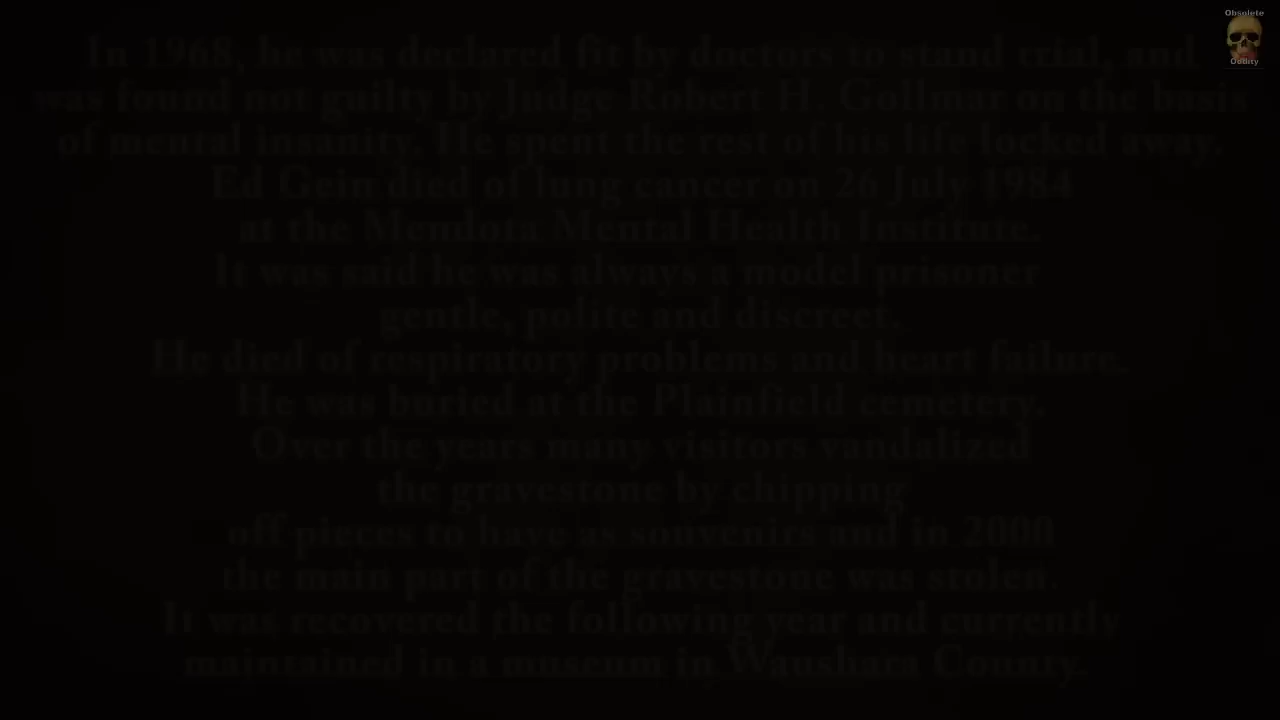 Obsolete
Oddity
In 1968, he was declared fit by doctors to stand trial, and
was found not guilty by Judge Robert H. Gollmar on the basis
of mental insanity. He spent the rest of his life locked away.
Ed Gein died of lung cancer on 26 July 1984
at the Mendota Mental Health Institute.
It was said he was always a model prisoner
gentle, polite and discreet.
He died of respiratory problems and heart failure.
He was buried at the Plainfield cemetery.
Over the years many visitors vandalized
the gravestone by chipping
off pieces to have as souvenirs and in 2000
the main part of the gravestone was stolen.
It was recovered the following year and currently
maintained in a museum in Waushara County.